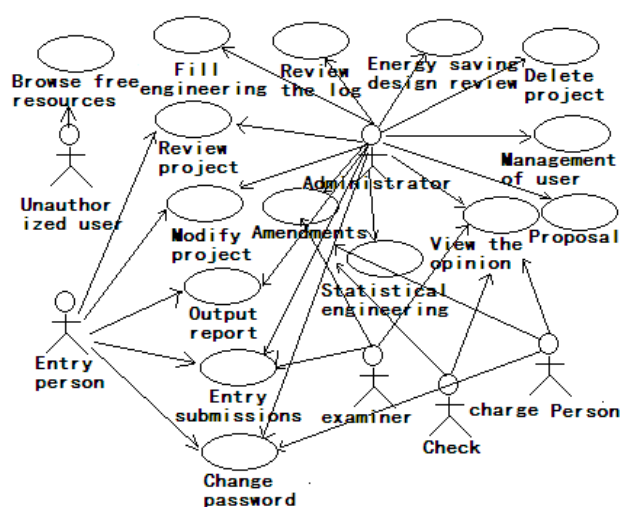 Browse free
resources
Fill
engineering
Review
the log
Energy saving
design review
Delete
project
Unauthor
ized user
Review
project
Administrator
Management
of user
Modify
project
Amendments
View the
opinion
Proposal
Statistical
engineering
Output
report
Entry
person
Entry
submissions
examiner
Check
charge Person
Change
password